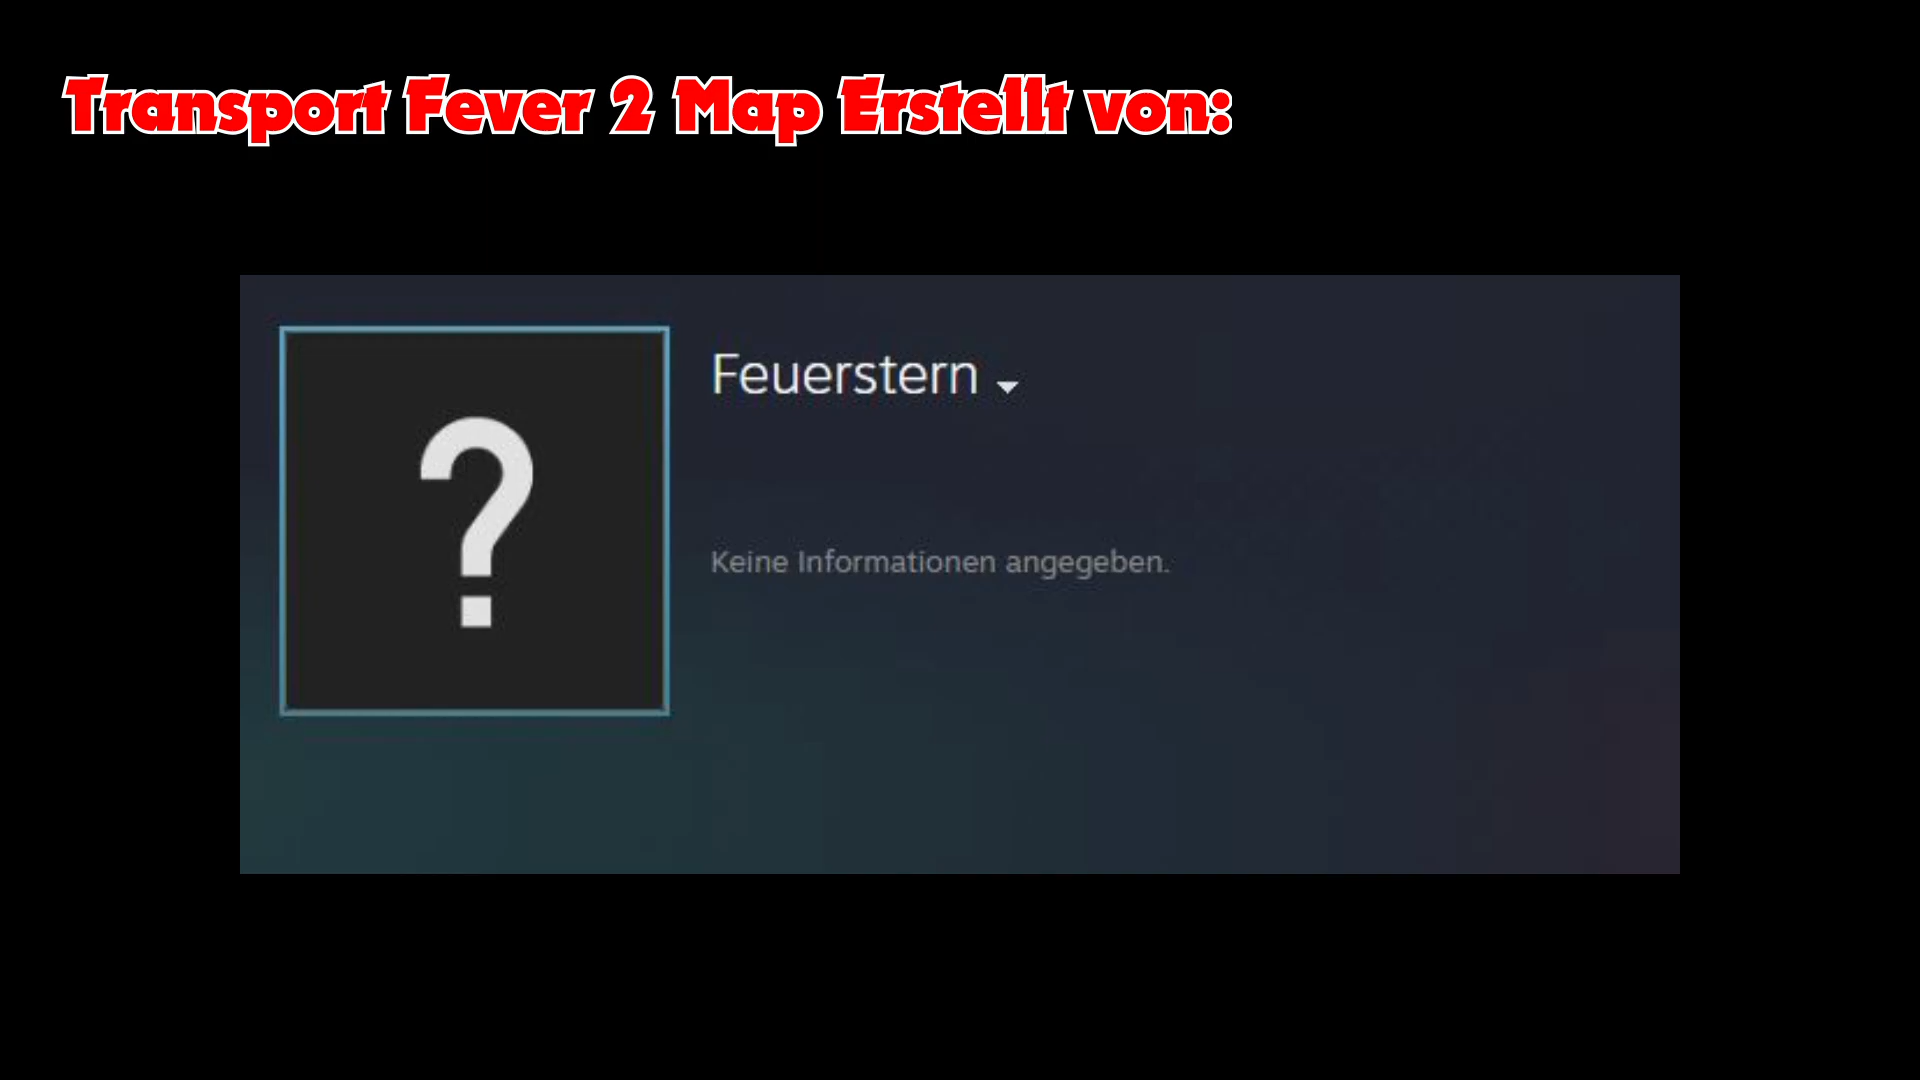 Transport Fever 2 Map Erstellt von:
Feuerstern
?
Keine Informationen angegeben.